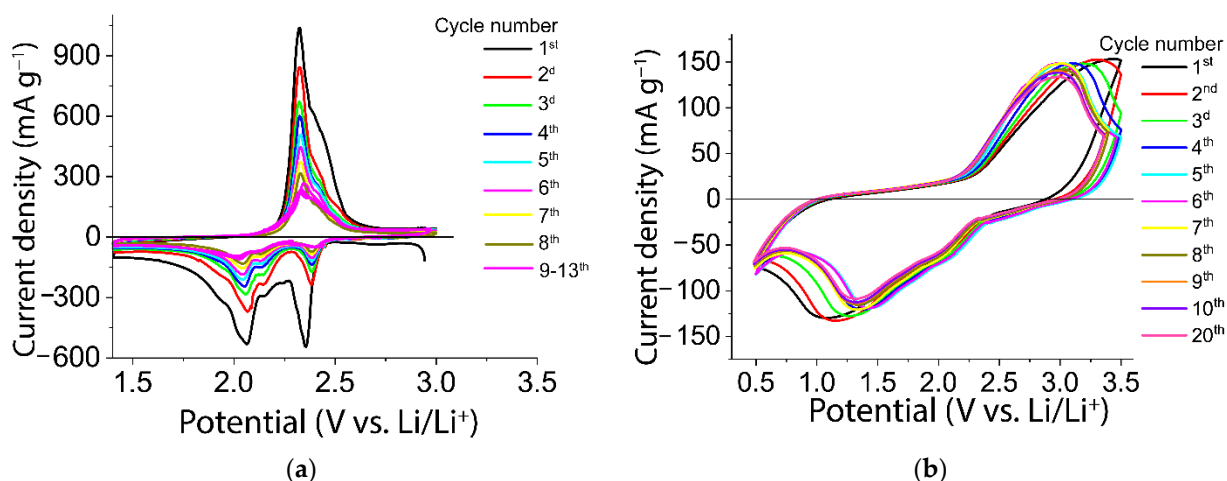 Cycle number
1st
2d
3d
4th
5th
6th
7th
8th
9-13th
900
600
300
0
−300
−600
Current density (mA g−1)
1.5 2.0 2.5 3.0 3.5
Potential (V vs. Li/Li+)
(a)
Cycle number
1st
2nd
3d
4th
5th
6th
7th
8th
9th
10th
20th
150
100
50
0
−50
−100
−150
Current density (mA g−1)
0.5 1.0 1.5 2.0 2.5 3.0 3.5
Potential (V vs. Li/Li+)
(b)